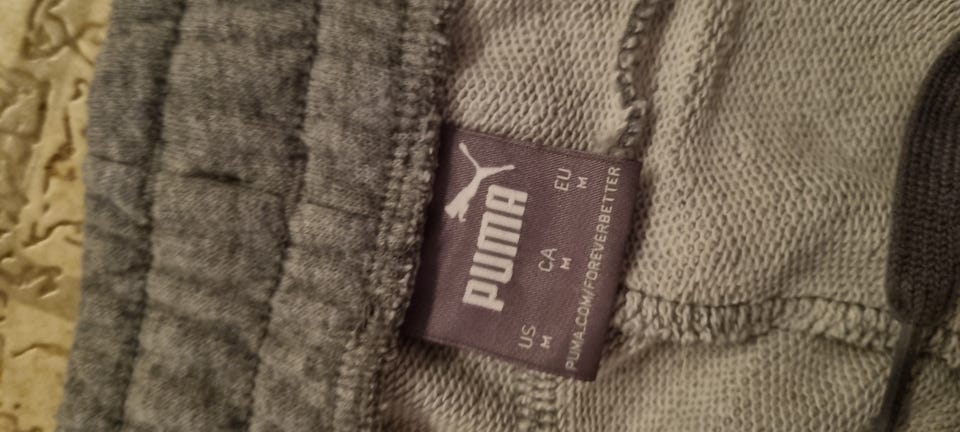 PUMA
US CA EU
M M M
PUMA.COM/FOREVERBETTER